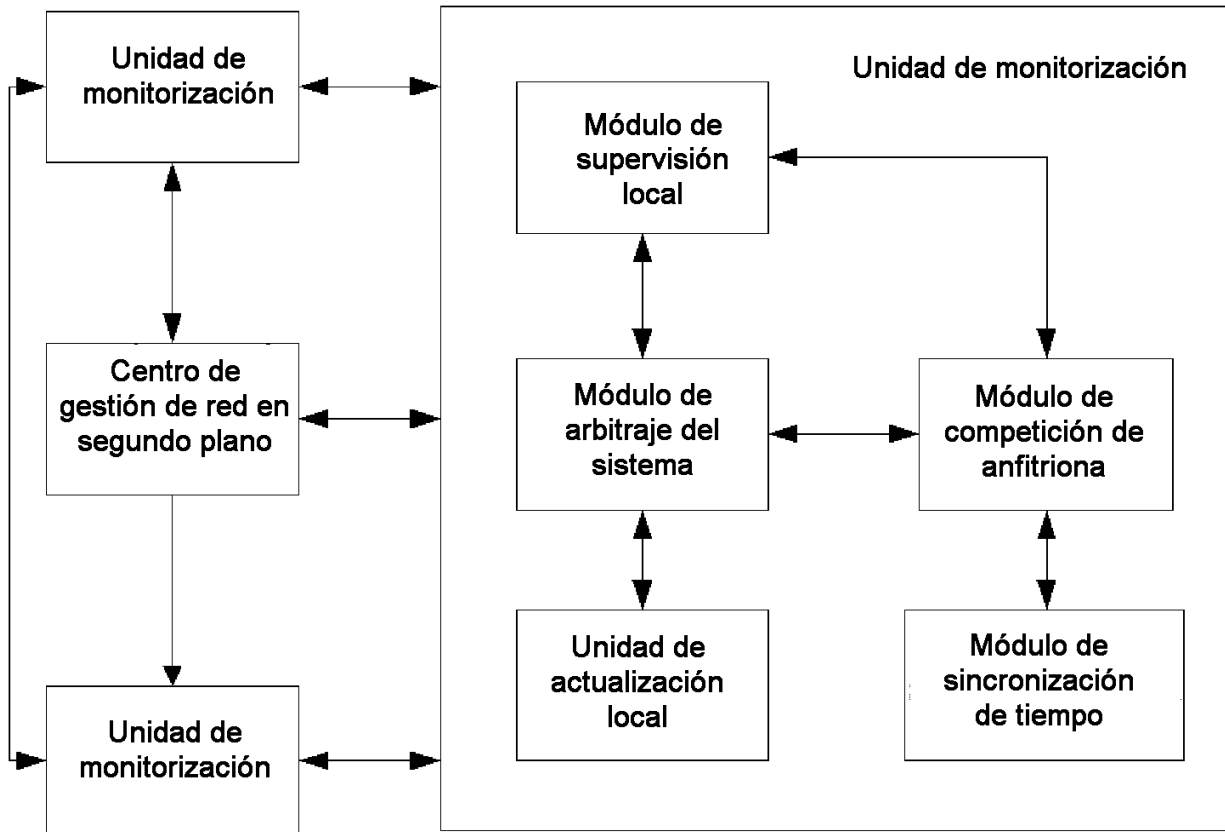 Unidad de
monitorización
Unidad de monitorización
Módulo de
supervisión
local
Centro de
gestión de red en
segundo plano
Módulo de
arbitraje del
sistema
Módulo de
competición de
anfitriona
Unidad de
actualización
local
Módulo de
sincronización
de tiempo
Unidad de
monitorización